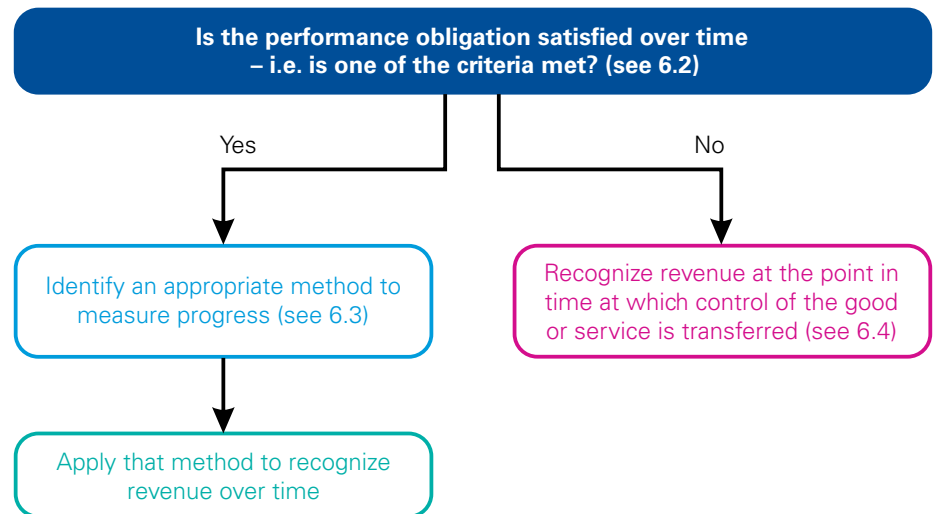 Is the performance obligation satisfied over time
– i.e. is one of the criteria met? (see 6.2)
Yes
No
Identify an appropriate method to
measure progress (see 6.3)
Recognize revenue at the point in
time at which control of the good
or service is transferred (see 6.4)
Apply that method to recognize
revenue over time